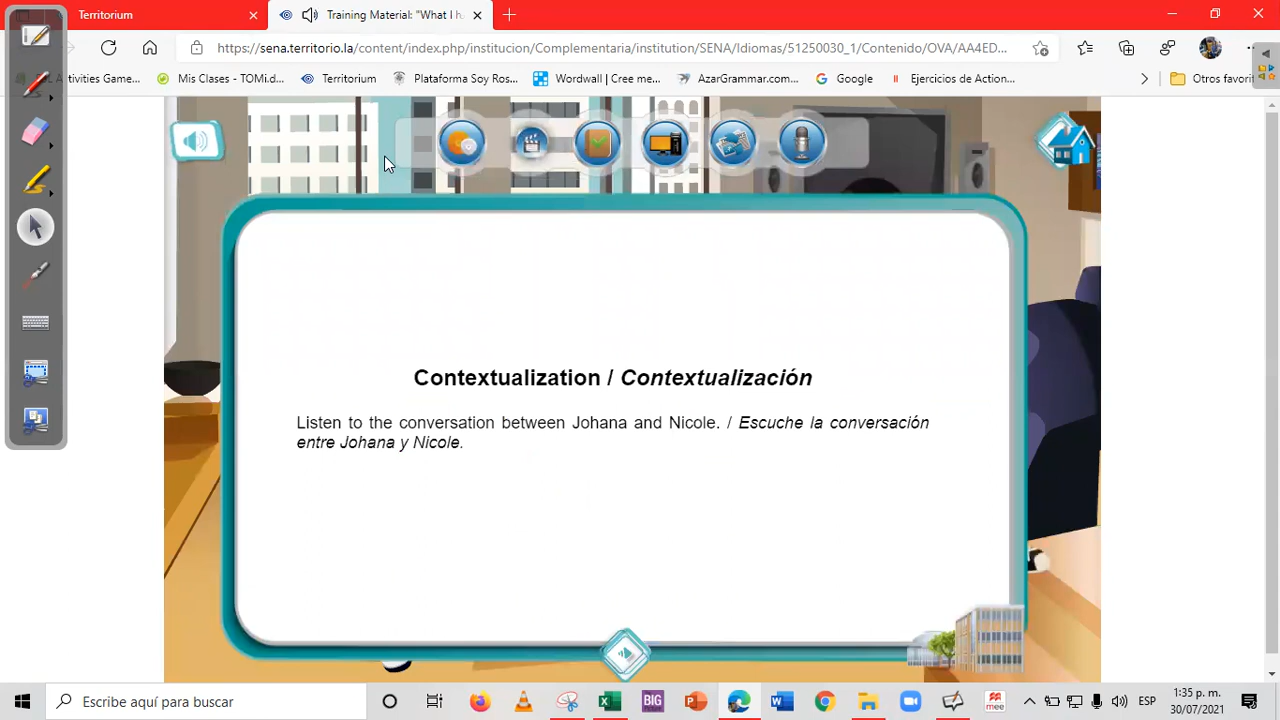 Territorium
Training Material: "What I h
https://sena.territorio.la/content/index.php/institucion/Complementaria/institution/SENA/Idiomas/51250030_1/Contenido/OVA/AA4ED...
Activities Game...
Mis Clases - TOMi.d...
Territorium
Plataforma Soy Ros...
Wordwall | Cree me...
AzarGrammar.com...
Google
Ejercicios de Action...
Otros favori
Contextualization / Contextualización
Listen to the conversation between Johana and Nicole. / Escuche la conversación
entre Johana y Nicole.
Escribe aquí para buscar
BIG
mee
ESP
1:35 p. m.
30/07/2021